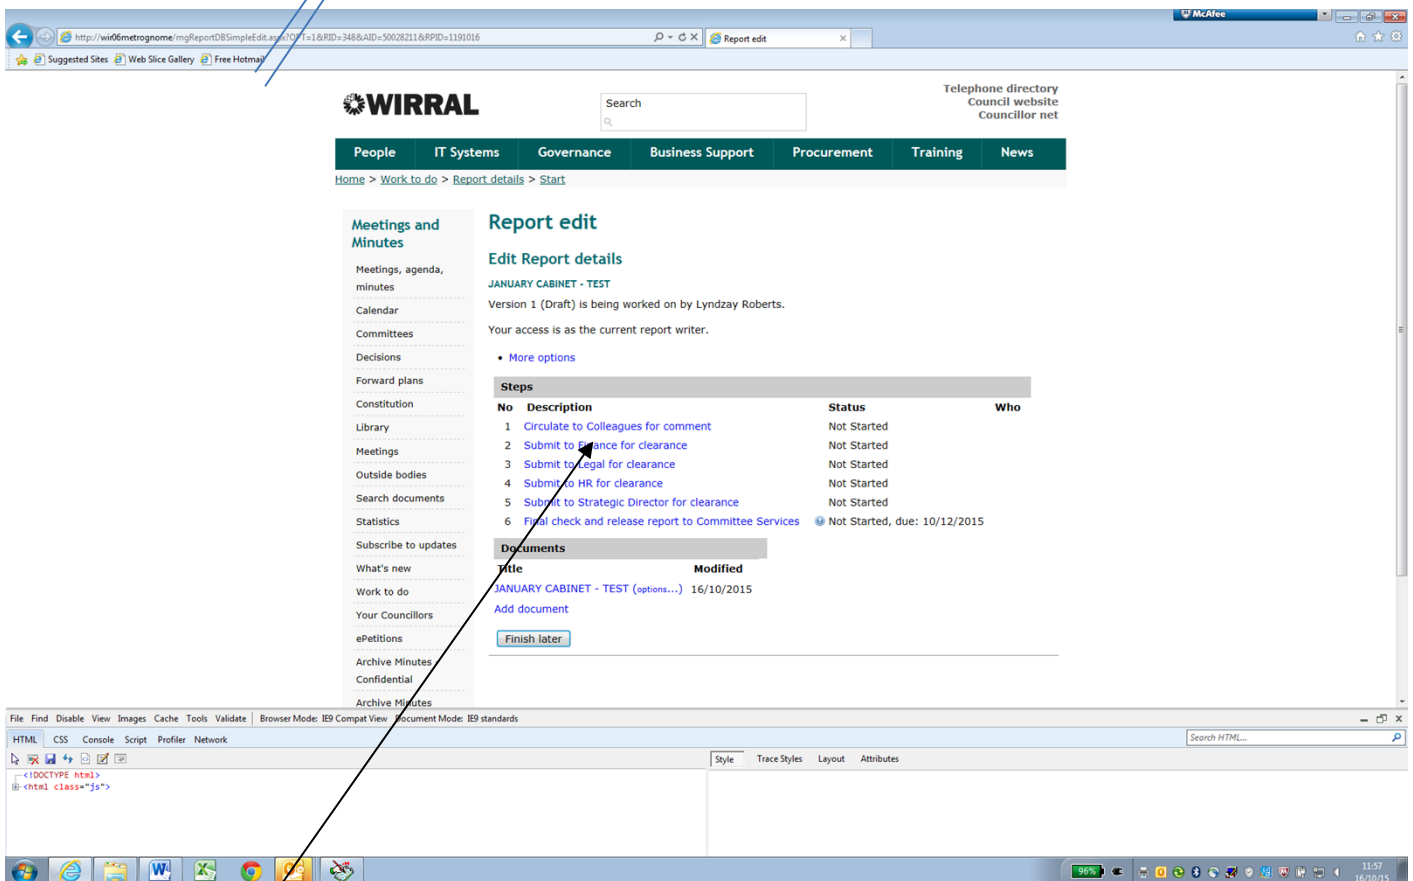 McAfee
http://wir06metrognome/mgReportDBSimpleEdit.aspx?OPT=1&RID=348&AID=50028211&RPID=1191016
Report edit
Suggested Sites Web Slice Gallery Free Hotmail
WIRRAL
Search
Telephone directory
Council website
Councillor net
People IT Systems Governance Business Support Procurement Training News
Home > Work to do > Report details > Start
Meetings and
Minutes
Meetings, agenda,
minutes
Calendar
Committees
Decisions
Forward plans
Constitution
Library
Meetings
Outside bodies
Search documents
Statistics
Subscribe to updates
What's new
Work to do
Your Councillors
ePetitions
Archive Minutes -
Confidential
Archive Minutes
Report edit
Edit Report details
JANUARY CABINET - TEST
Version 1 (Draft) is being worked on by Lyndzay Roberts.
Your access is as the current report writer.
• More options
Steps
No Description Status Who
1 Circulate to Colleagues for comment Not Started
2 Submit to Finance for clearance Not Started
3 Submit to Legal for clearance Not Started
4 Submit to HR for clearance Not Started
5 Submit to Strategic Director for clearance Not Started
6 Final check and release report to Committee Services Not Started, due: 10/12/2015
Documents
Title Modified
JANUARY CABINET - TEST (options...) 16/10/2015
Add document
Finish later
File Find Disable View Images Cache Tools Validate Browser Mode: IE9 Compat View Document Mode: IE9 standards
HTML CSS Console Script Profiler Network
Search HTML...
Style Trace Styles Layout Attributes
<!DOCTYPE html>
<html class="js">
96%
11:57
16/10/15